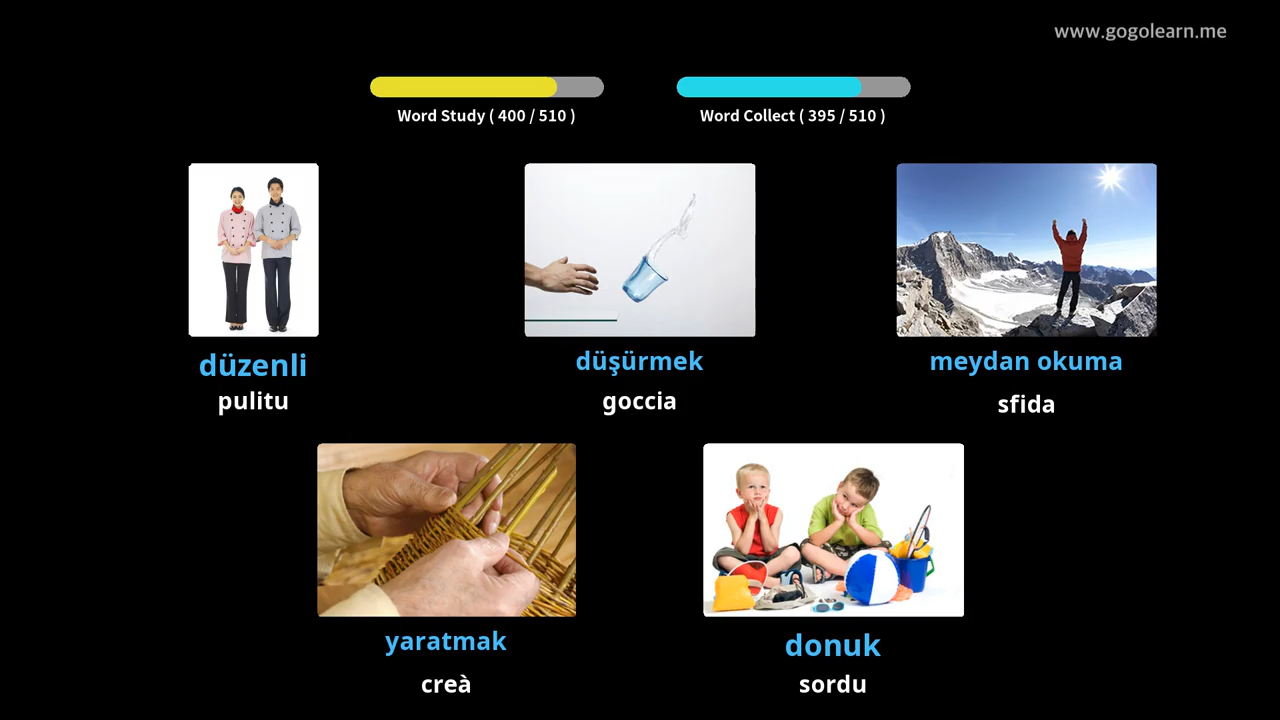 www.gogolearn.me
Word Study ( 400 / 510 )
Word Collect ( 395 / 510 )
düzenli
pulitu
düşürmek
goccia
meydan okuma
sfida
yaratmak
creà
donuk
sordu